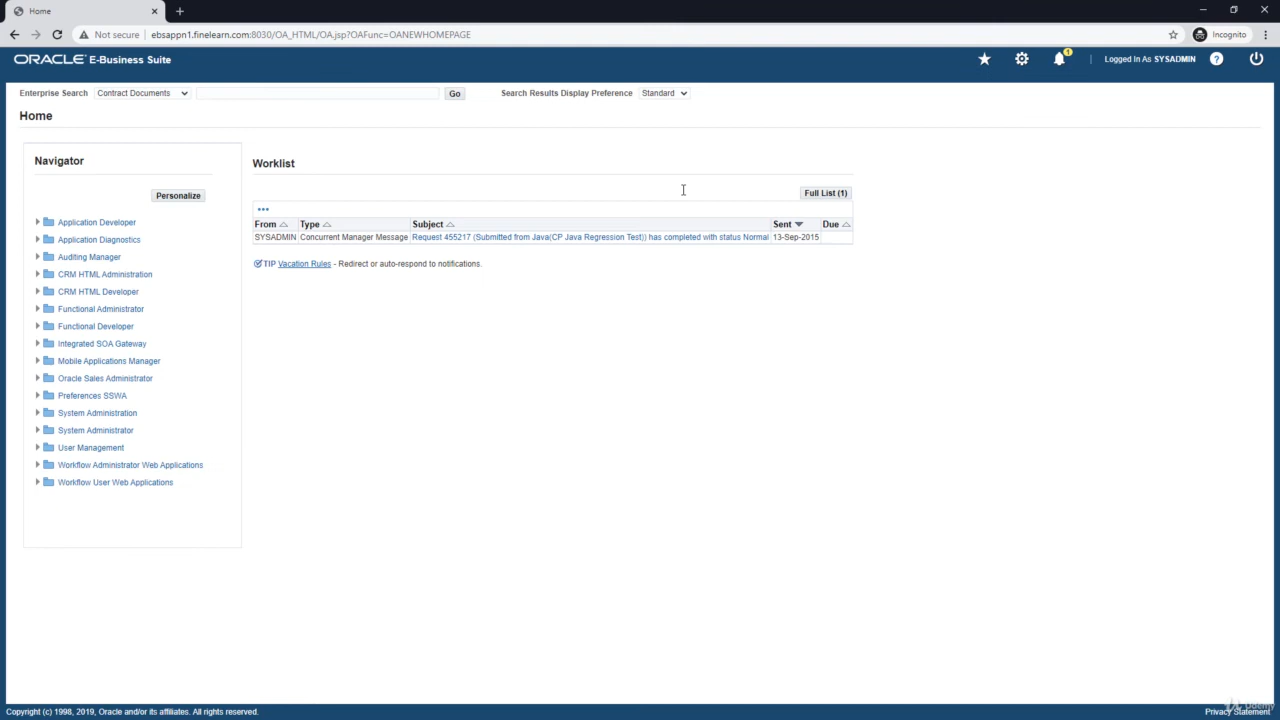 Home
Not secure | ebsappn1.finelearn.com:8030/OA_HTML/OA.jsp?OAFunc=OANEWHOMEPAGE
Incognito
ORACLE E-Business Suite
1
Logged In As SYSADMIN
Enterprise Search Contract Documents Go Search Results Display Preference Standard
Home
Navigator
Personalize
Application Developer
Application Diagnostics
Auditing Manager
CRM HTML Administration
CRM HTML Developer
Functional Administrator
Functional Developer
Integrated SOA Gateway
Mobile Applications Manager
Oracle Sales Administrator
Preferences SSWA
System Administration
System Administrator
User Management
Workflow Administrator Web Applications
Workflow User Web Applications
Worklist
Full List (1)
From Type Subject Sent Due
SYSADMIN Concurrent Manager Message Request 455217 (Submitted from Java(CP Java Regression Test)) has completed with status Normal 13-Sep-2015
TIP Vacation Rules - Redirect or auto-respond to notifications.
Copyright (c) 1998, 2019, Oracle and/or its affiliates. All rights reserved.
Privacy Statement
Udemy